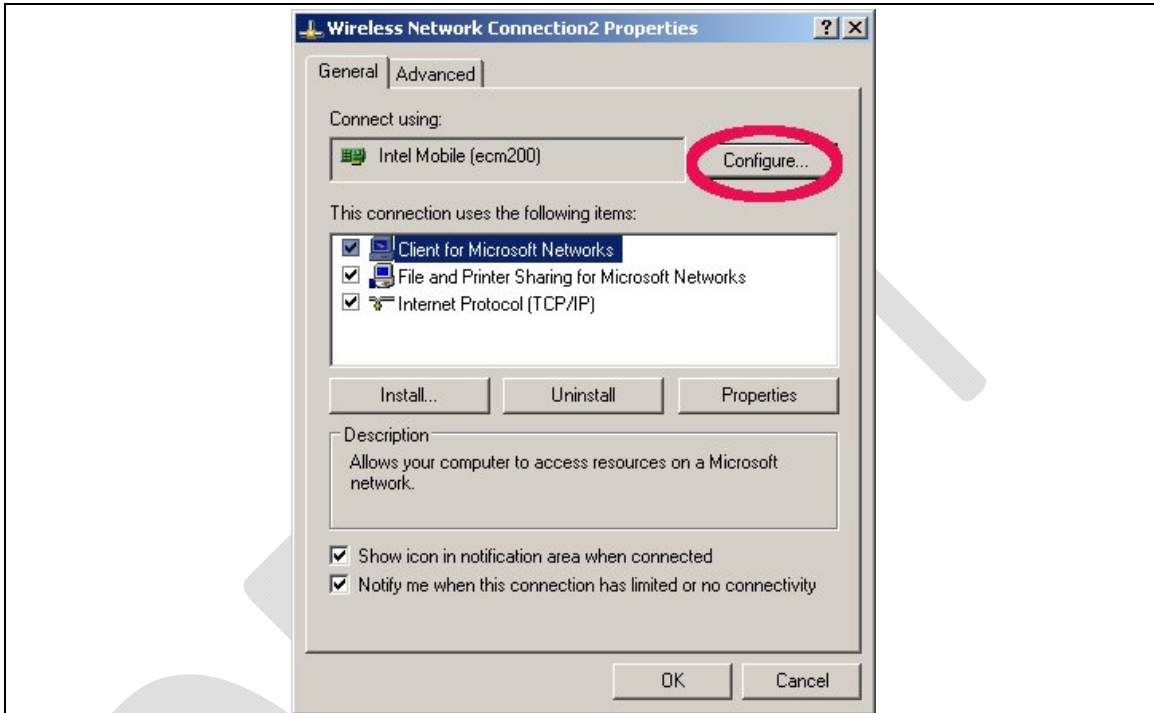 Wireless Network Connection2 Properties
General Advanced
Connect using:
Intel Mobile (ecm200) Configure...
This connection uses the following items:
Client for Microsoft Networks
File and Printer Sharing for Microsoft Networks
Internet Protocol (TCP/IP)
Install... Uninstall Properties
Description
Allows your computer to access resources on a Microsoft
network.
Show icon in notification area when connected
Notify me when this connection has limited or no connectivity
OK Cancel